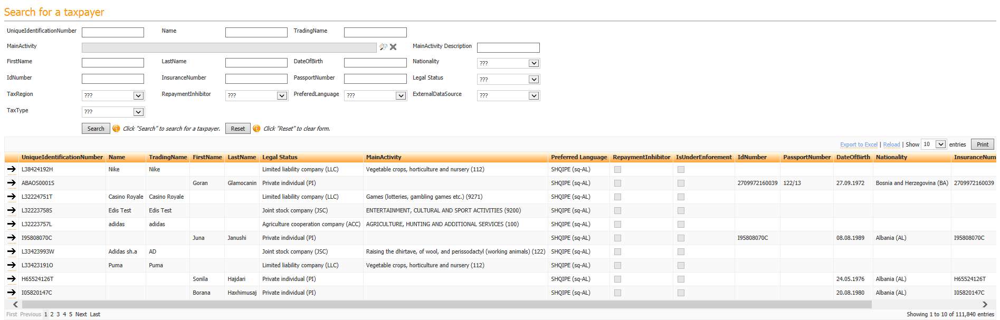 Search for a taxpayer
UniqueIdentificationNumber Name TradingName
MainActivity MainActivity Description
FirstName LastName DateOfBirth Nationality ???
IdNumber InsuranceNumber PassportNumber Legal Status ???
TaxRegion ??? RepaymentInhibitor ??? PreferedLanguage ??? ExternalDataSource ???
TaxType ???
Search Click "Search" to search for a taxpayer. Reset Click "Reset" to clear form.
Export to Excel | Reload | Show 10 entries Print
UniqueIdentificationNumber Name TradingName FirstName LastName Legal Status MainActivity Preferred Language RepaymentInhibitor IsUnderEnforement IdNumber PassportNumber DateOfBirth Nationality InsuranceNum
L38424192H Nike Nike Limited liability company (LLC) Vegetable crops, horticulture and nursery (112) SHQIPE (sq-AL)
ABAOS0001S Goran Glamocanin Private individual (PI) SHQIPE (sq-AL) 2709972160039 122/13 27.09.1972 Bosnia and Herzegovina (BA) 2709972160039
L32224751T Casino Royale Casino Royale Limited liability company (LLC) Games (lotteries, gambling games etc.) (9271) SHQIPE (sq-AL)
L32223758S Edis Test Edis Test Joint stock company (JSC) ENTERTAINMENT, CULTURAL AND SPORT ACTIVITIES (9200) SHQIPE (sq-AL)
L32223757L adidas adidas Agriculture cooperation company (ACC) AGRICULTURE, HUNTING AND ADDITIONAL SERVICES (100) SHQIPE (sq-AL)
I95808070C Juna Janushi Private individual (PI) SHQIPE (sq-AL) I95808070C 08.08.1989 Albania (AL) I95808070C
L33423993W Adidas sh.a AD Joint stock company (JSC) Raising the dhirtave, of wool, and perissodactyl (working animals) (122) SHQIPE (sq-AL)
L33423191O Puma Puma Limited liability company (LLC) Vegetable crops, horticulture and nursery (112) SHQIPE (sq-AL)
H65524126T Sonila Hajdari Private individual (PI) SHQIPE (sq-AL) 24.05.1976 Albania (AL) H65524126T
I05820147C Borana Haxhimusaj Private individual (PI) SHQIPE (sq-AL) 20.08.1980 Albania (AL) I05820147C
First Previous 1 2 3 4 5 Next Last Showing 1 to 10 of 111,840 entries